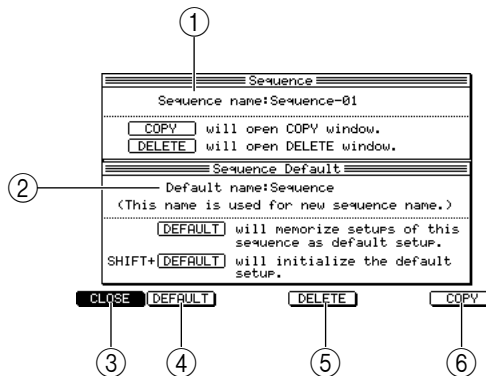 ①
Sequence
Sequence name:Sequence-01
COPY will open COPY window.
DELETE will open DELETE window.
Sequence Default
② Default name:Sequence
(This name is used for new sequence name.)
DEFAULT will memorize setups of this
sequence as default setup.
SHIFT+DEFAULT will initialize the default
setup.
CLOSE DEFAULT DELETE COPY
③ ④ ⑤ ⑥